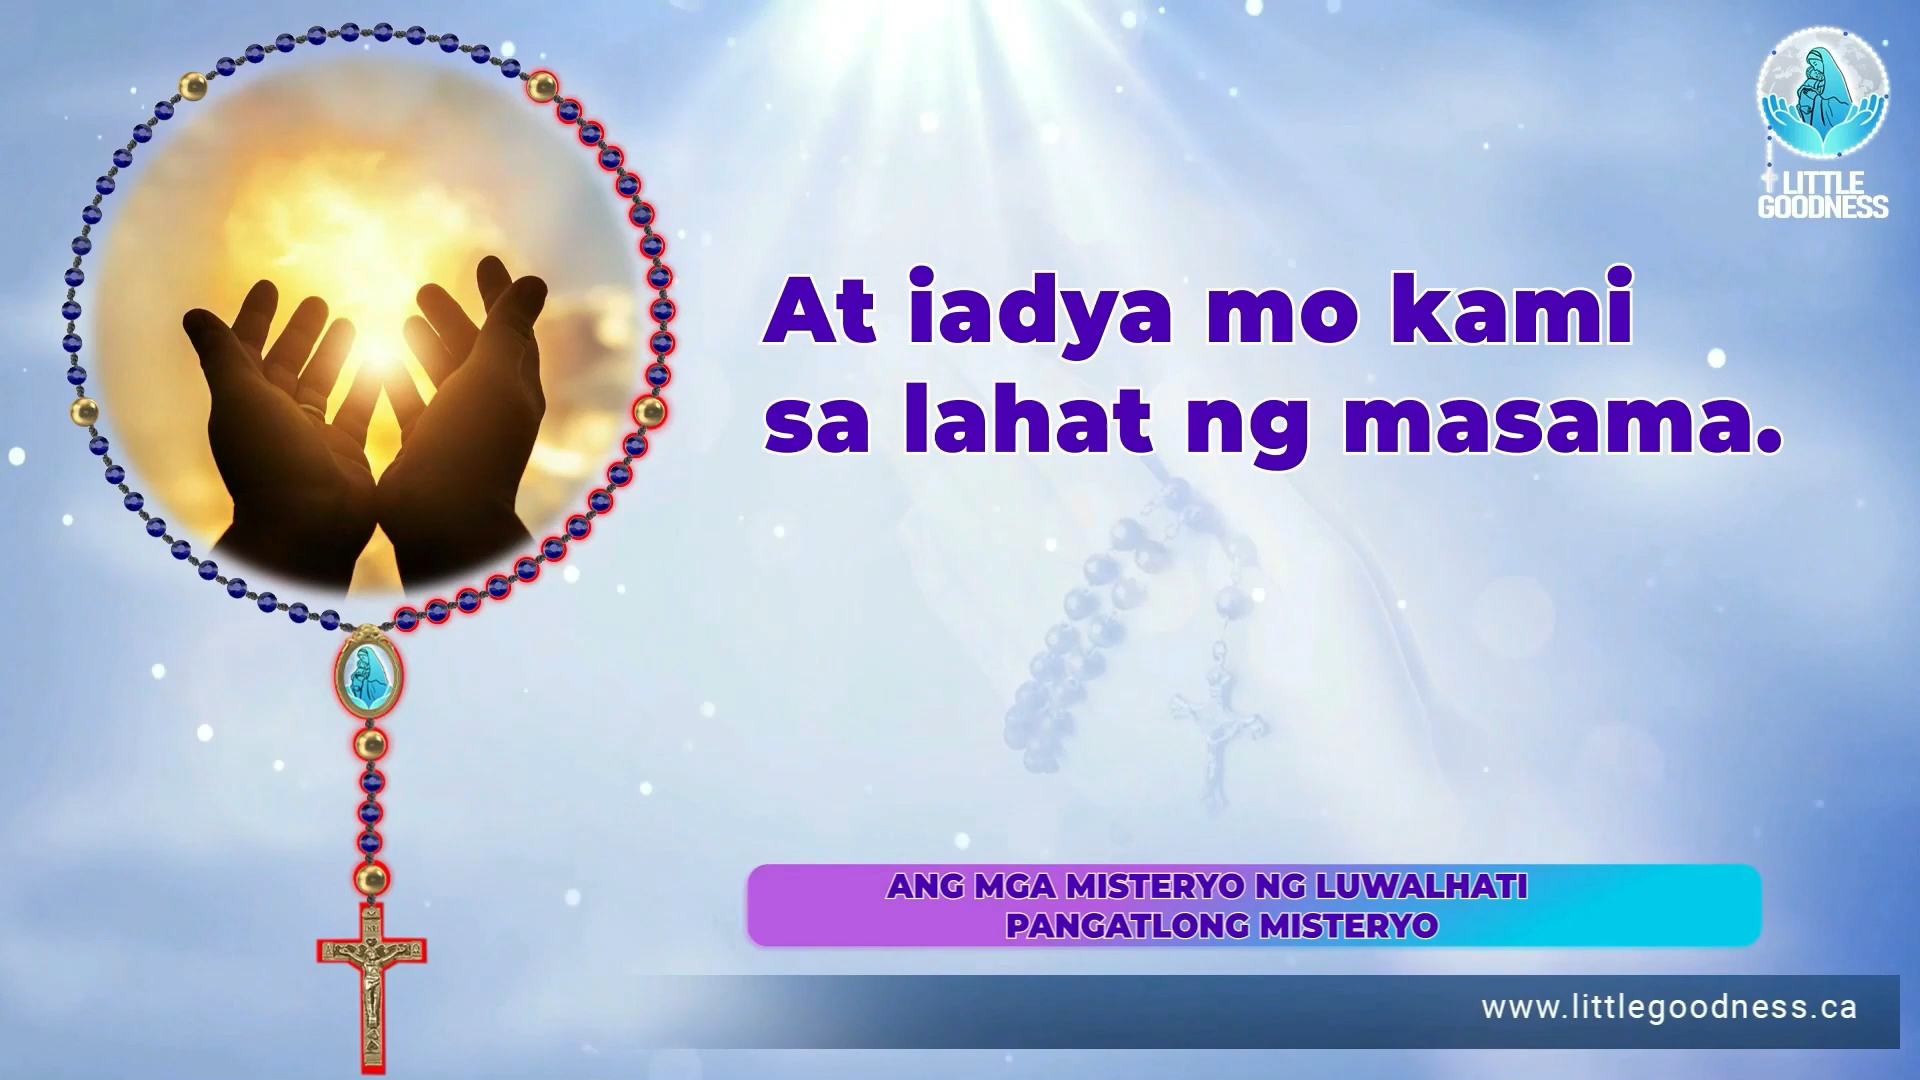 LITTLE
GOODNESS
At iadya mo kami
sa lahat ng masama.
ANG MGA MISTERYO NG LUWALHATI
PANGATLONG MISTERYO
www.littlegoodness.ca
INRI